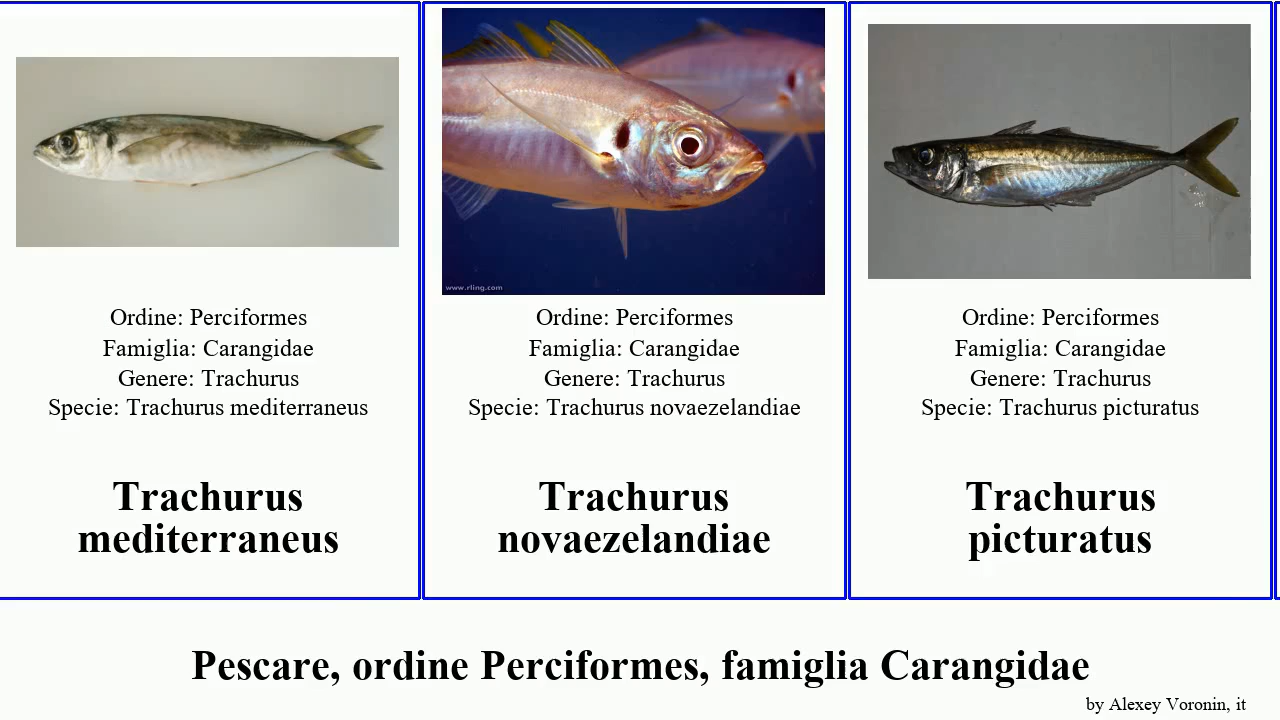 www.rling.com
Ordine: Perciformes
Famiglia: Carangidae
Genere: Trachurus
Specie: Trachurus mediterraneus
Trachurus
mediterraneus
Ordine: Perciformes
Famiglia: Carangidae
Genere: Trachurus
Specie: Trachurus novaezelandiae
Trachurus
novaezelandiae
Ordine: Perciformes
Famiglia: Carangidae
Genere: Trachurus
Specie: Trachurus picturatus
Trachurus
picturatus
Pescare, ordine Perciformes, famiglia Carangidae
by Alexey Voronin, it